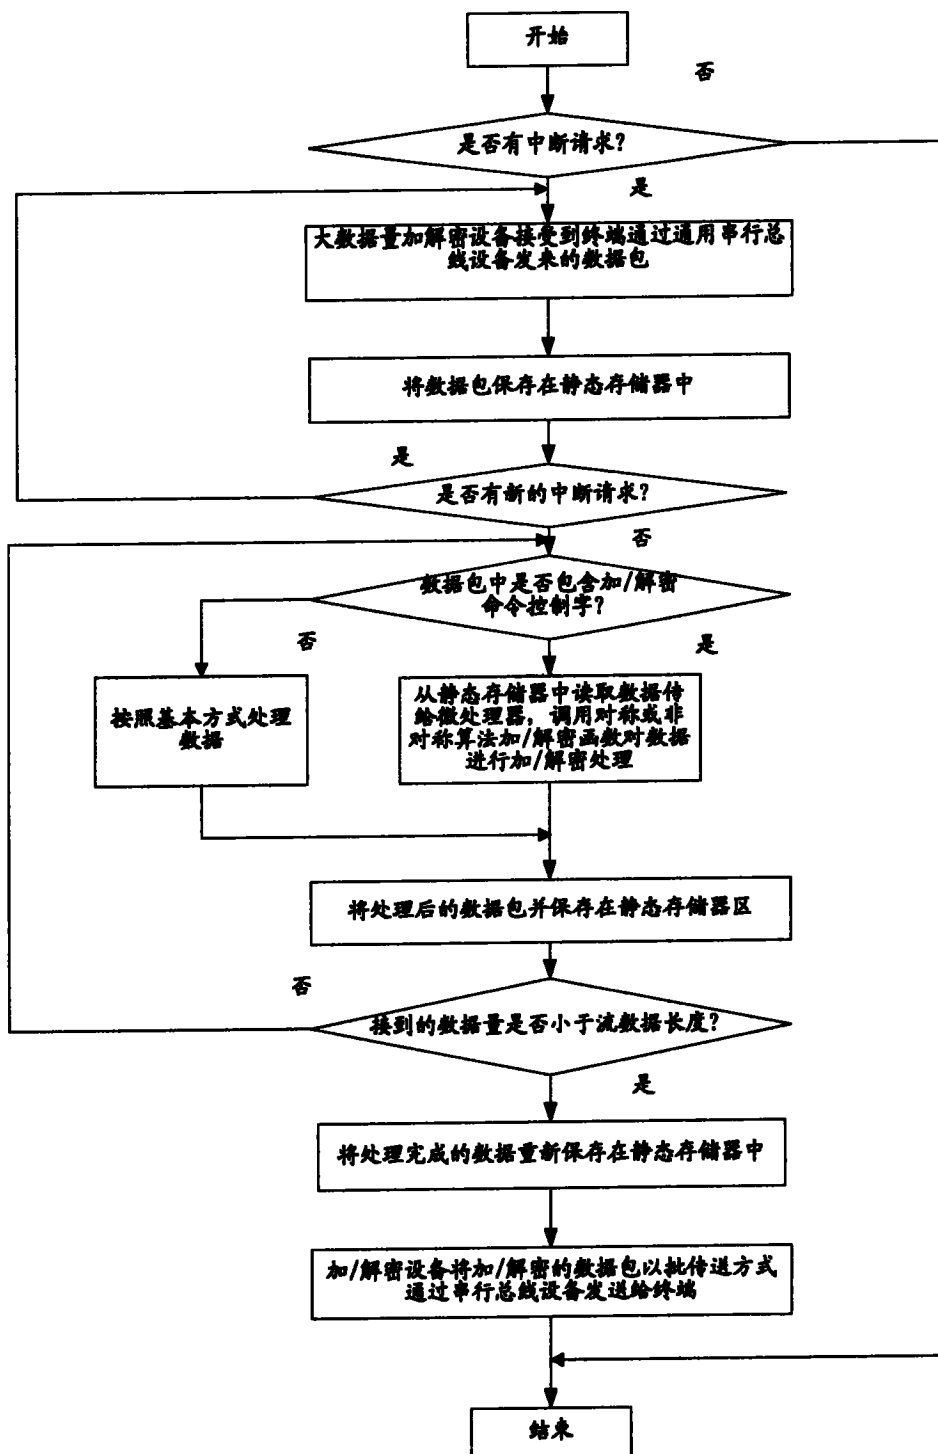 开始
否
是否有中断请求?
是
大数据量加解密设备接受到终端通过通用串行总
线设备发来的数据包
将数据包保存在静态存储器中
是
是否有新的中断请求?
否
数据包中是否包含加/解密
命令控制字?
否
是
按照基本方式处理
数据
从静态存储器中读取数据传
给微处理器，调用对称或非
对称算法加/解密函数对数据
进行加/解密处理
将处理后的数据包并保存在静态存储器区
否
接到的数据量是否小于流数据长度?
是
将处理完成的数据重新保存在静态存储器中
加/解密设备将加/解密的数据包以批传送方式
通过串行总线设备发送给终端
结束